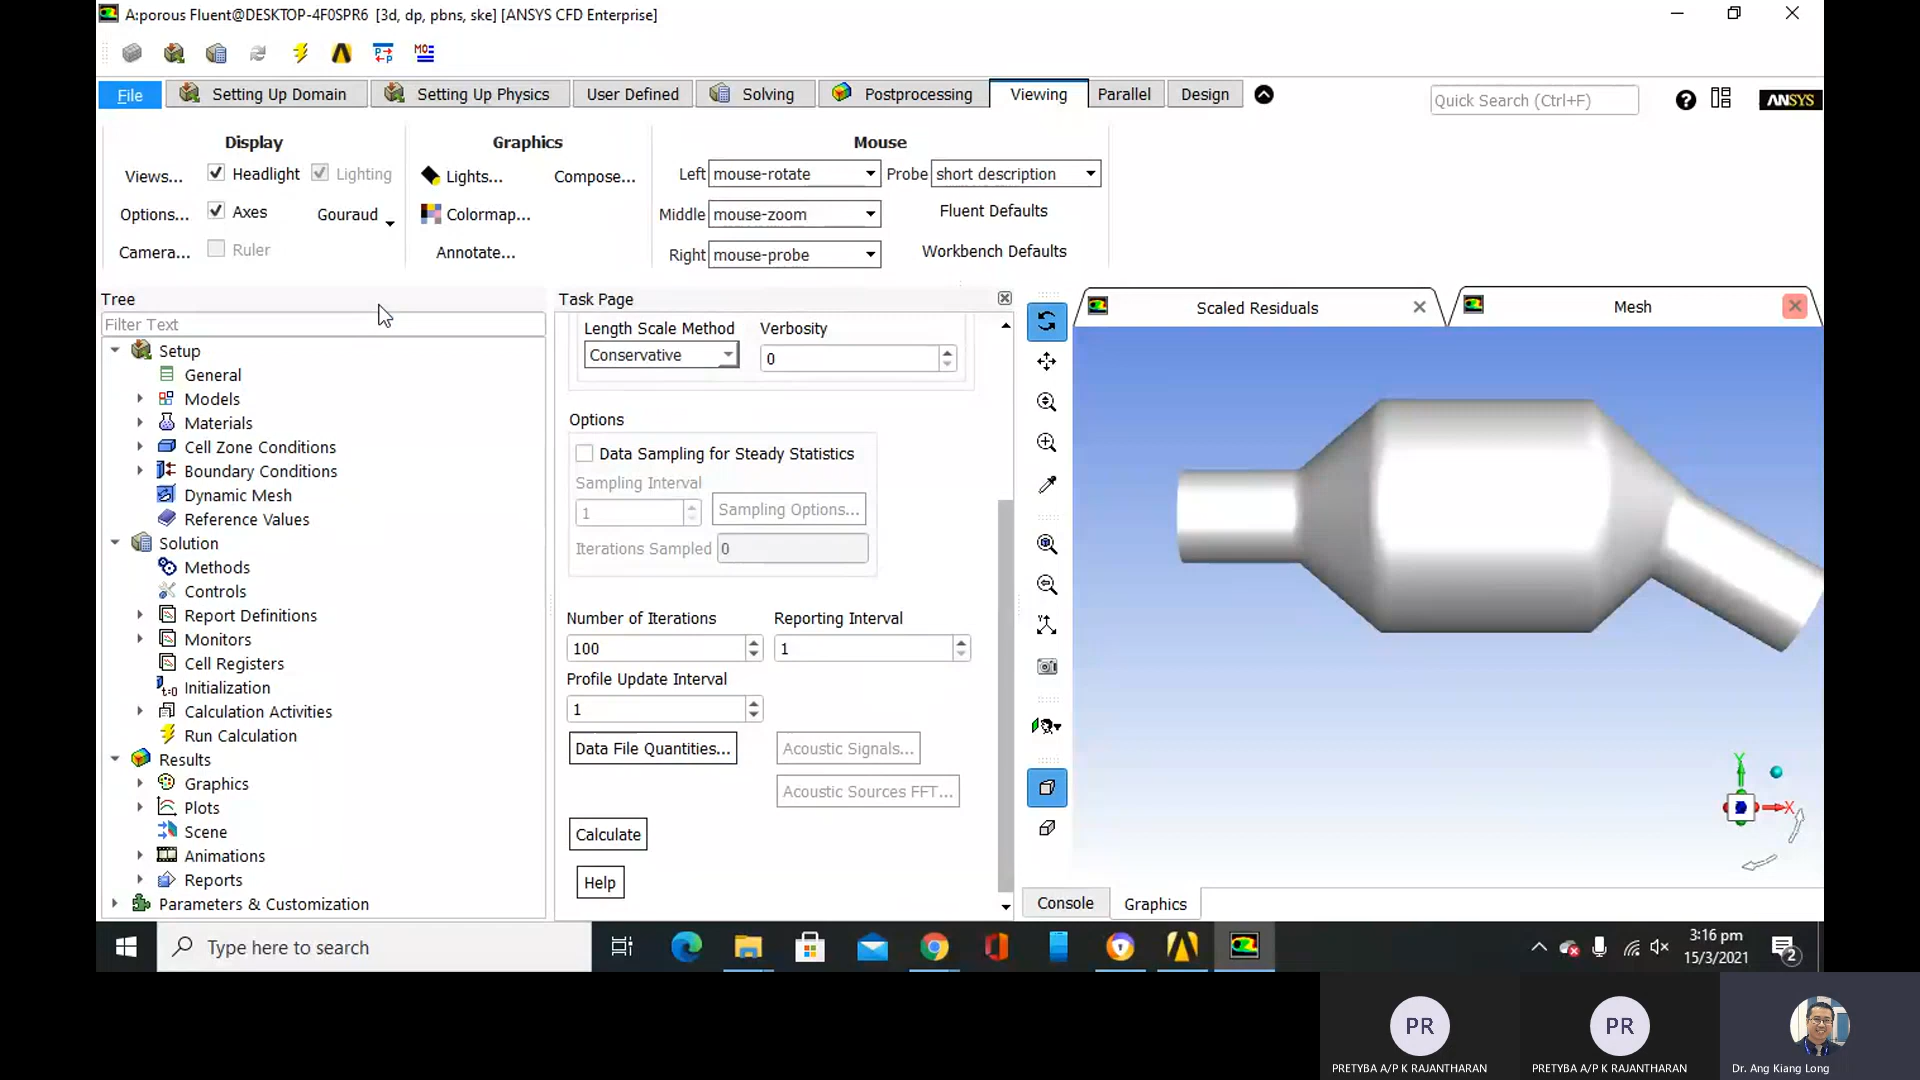 A:porous Fluent@DESKTOP-4F0SPR6 [3d, dp, pbns, ske] [ANSYS CFD Enterprise]
File
Setting Up Domain
Setting Up Physics
User Defined
Solving
Postprocessing
Viewing
Parallel
Design
Quick Search (Ctrl+F)
ANSYS
Display
Views...
Headlight
Lighting
Options...
Axes
Gouraud
Camera...
Ruler
Graphics
Lights...
Compose...
Colormap...
Annotate...
Mouse
Left mouse-rotate
Probe short description
Middle mouse-zoom
Fluent Defaults
Right mouse-probe
Workbench Defaults
Tree
Filter Text
Setup
General
Models
Materials
Cell Zone Conditions
Boundary Conditions
Dynamic Mesh
Reference Values
Solution
Methods
Controls
Report Definitions
Monitors
Cell Registers
Initialization
Calculation Activities
Run Calculation
Results
Graphics
Plots
Scene
Animations
Reports
Parameters & Customization
Task Page
Length Scale Method
Verbosity
Conservative
0
Options
Data Sampling for Steady Statistics
Sampling Interval
1
Sampling Options...
Iterations Sampled 0
Number of Iterations
Reporting Interval
100
1
Profile Update Interval
1
Data File Quantities...
Acoustic Signals...
Acoustic Sources FFT...
Calculate
Help
Scaled Residuals
Mesh
Y
X
Console
Graphics
Type here to search
3:16 pm
15/3/2021
2
PR
PR
PRETYBA A/P K RAJANTHARAN
PRETYBA A/P K RAJANTHARAN
Dr. Ang Kiang Long